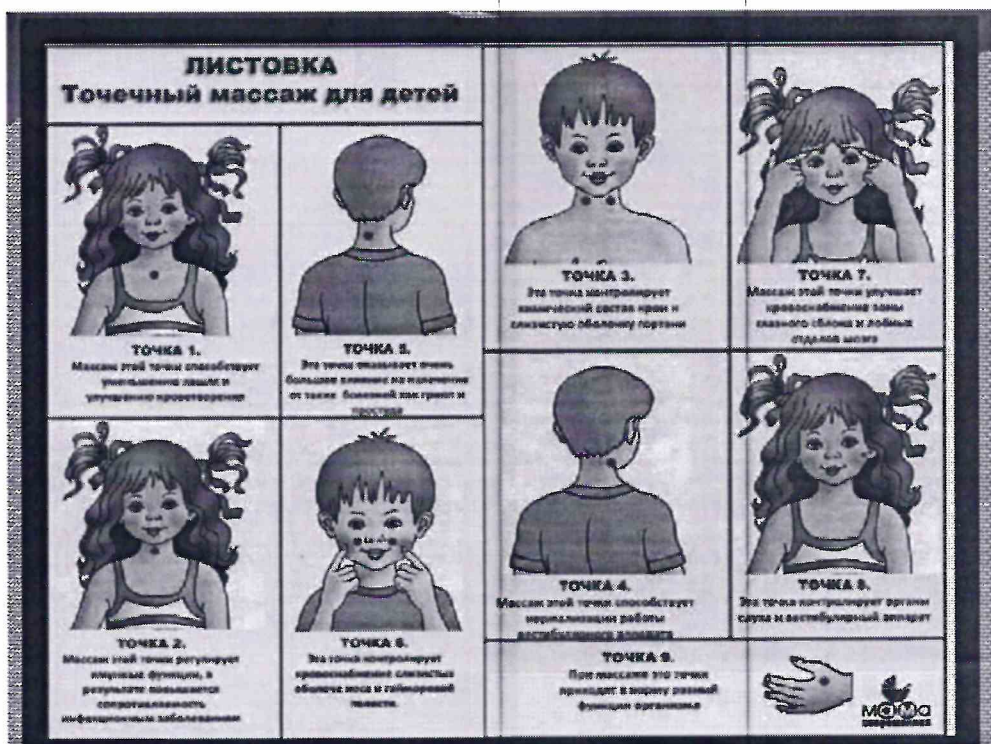 ЛИСТОВКА
Точечный массаж для детей
ТОЧКА 1.
Массаж этой точки способствует
уменьшению кашля и
улучшению кроветворения
ТОЧКА 5.
Эта точка оказывает очень
большое влияние на излечение
от таких болезней как грипп и
простуда
ТОЧКА 2.
Массаж этой точки регулирует
имунные функции, в
результате повышается
сопротивляемость
инфекционным заболеваниям
ТОЧКА 6.
Эта точка контролирует
кровоснабжение слизистых
оболочек носа и гайморовой
полости.
ТОЧКА 3.
Эта точка контролирует
химический состав крови и
слизистую оболочку гортани
ТОЧКА 7.
Массаж этой точки улучшает
кровоснабжение зоны
глазного яблока и лобных
отделов мозга
ТОЧКА 4.
Массаж этой точки способствует
нормализации работы
вестибулярного аппарата
ТОЧКА 8.
Эта точка контролирует органы
слуха и вестибулярный аппарат
ТОЧКА 9.
При массаже это точки
приходят в норму разный
функции организма
мама